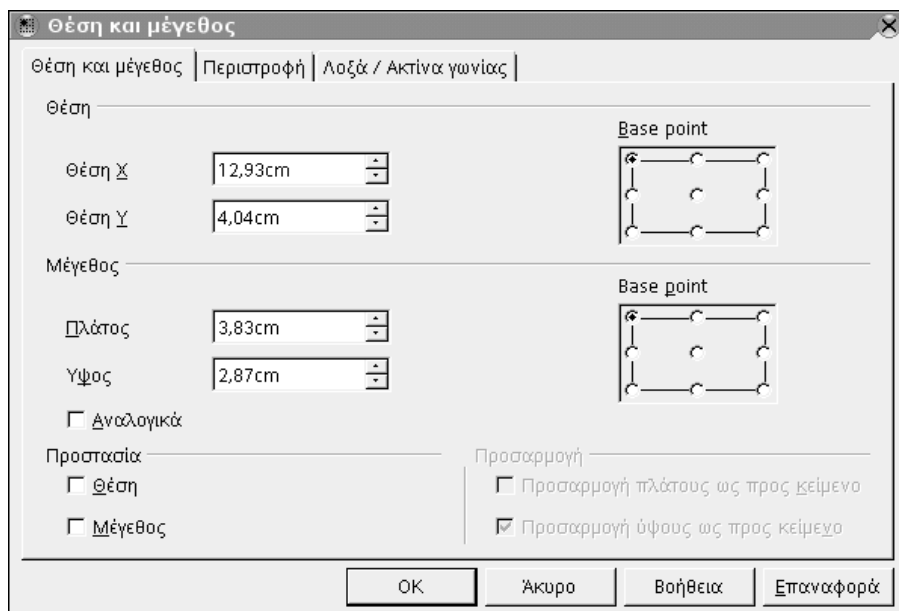 Θέση και μέγεθος
Θέση και μέγεθος Περιστροφή Λοξά / Ακτίνα γωνίας
Θέση
Base point
Θέση X 12,93cm
Θέση Y 4,04cm
Μέγεθος
Base point
Πλάτος 3,83cm
Υψος 2,87cm
Αναλογικά
Προστασία Προσαρμογή
Θέση Προσαρμογή πλάτους ως προς κείμενο
Μέγεθος Προσαρμογή ύψους ως προς κείμενο
OK Άκυρο Βοήθεια Επαναφορά